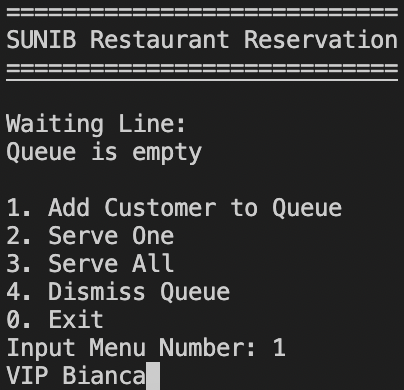 ============================
SUNIB Restaurant Reservation
============================
Waiting Line:
Queue is empty
1. Add Customer to Queue
2. Serve One
3. Serve All
4. Dismiss Queue
0. Exit
Input Menu Number: 1
VIP Bianca